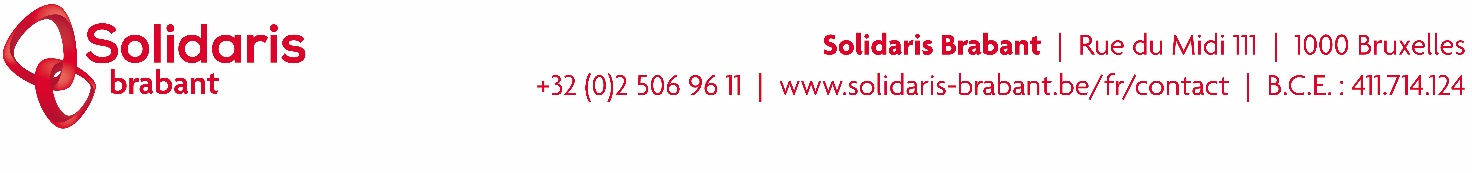 Solidaris
brabant
Solidaris Brabant | Rue du Midi 111 | 1000 Bruxelles
+32 (0)2 506 96 11 | www.solidaris-brabant.be/fr/contact | B.C.E. : 411.714.124